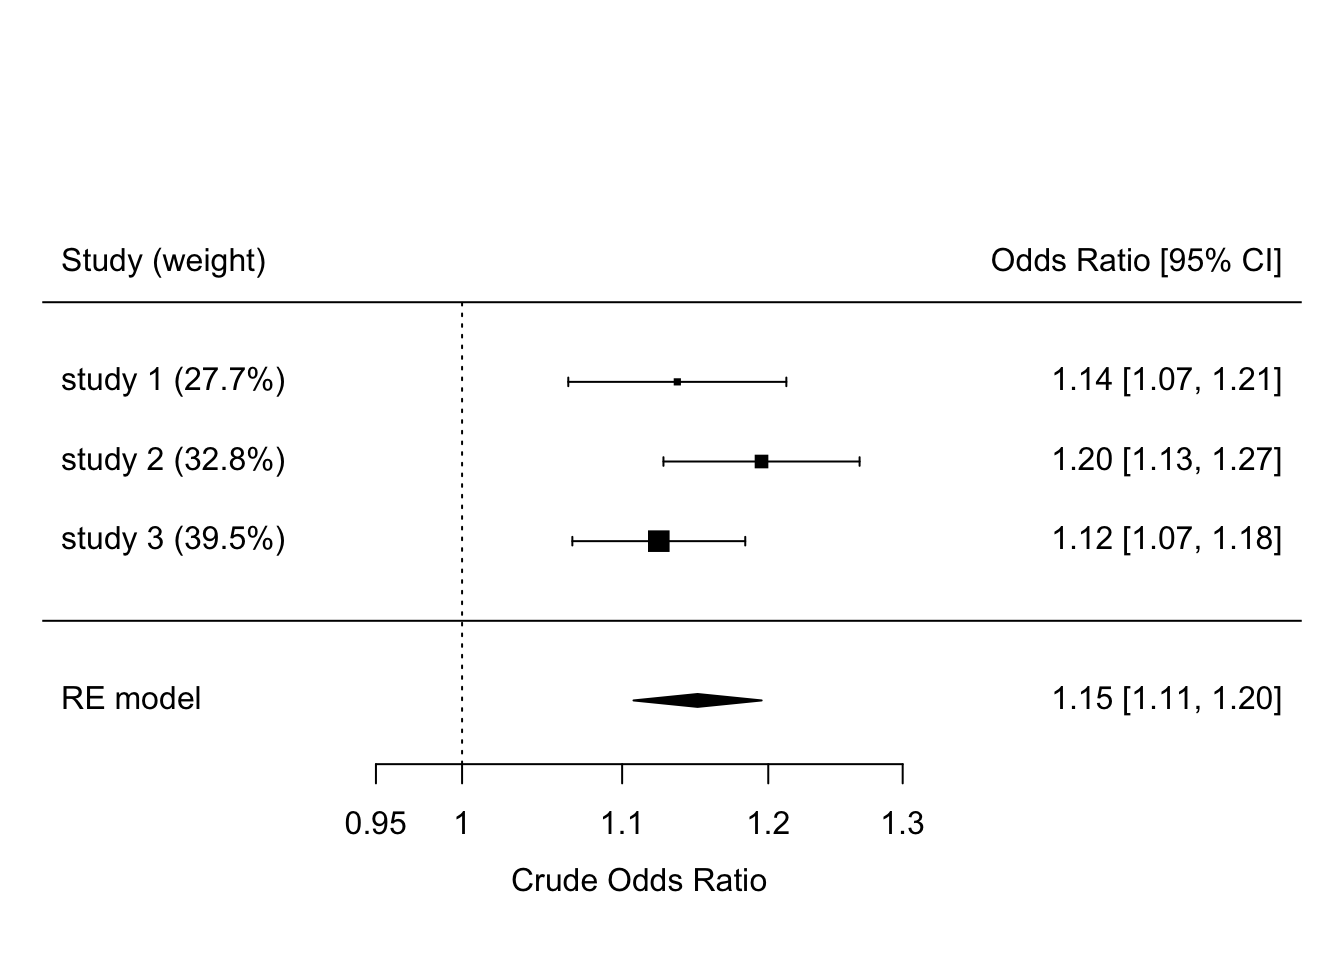 Study (weight) Odds Ratio [95% CI]
study 1 (27.7%) 1.14 [1.07, 1.21]
study 2 (32.8%) 1.20 [1.13, 1.27]
study 3 (39.5%) 1.12 [1.07, 1.18]
RE model 1.15 [1.11, 1.20]
0.95 1 1.1 1.2 1.3
Crude Odds Ratio